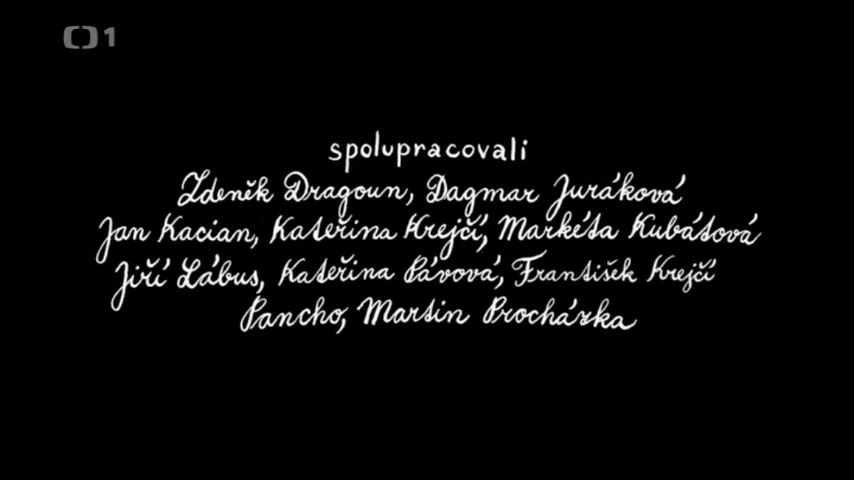 ČT1
spolupracovali
Zdeněk Dragoun, Dagmar Juráková
Jan Kacian, Kateřina Krejčí, Markéta Kubátová
Jiří Lábus, Kateřina Pávová, František Krejčí
Pancho, Martin Procházka